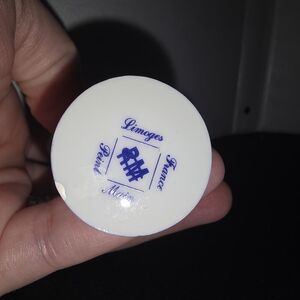 Limoges
France
Peint
Main